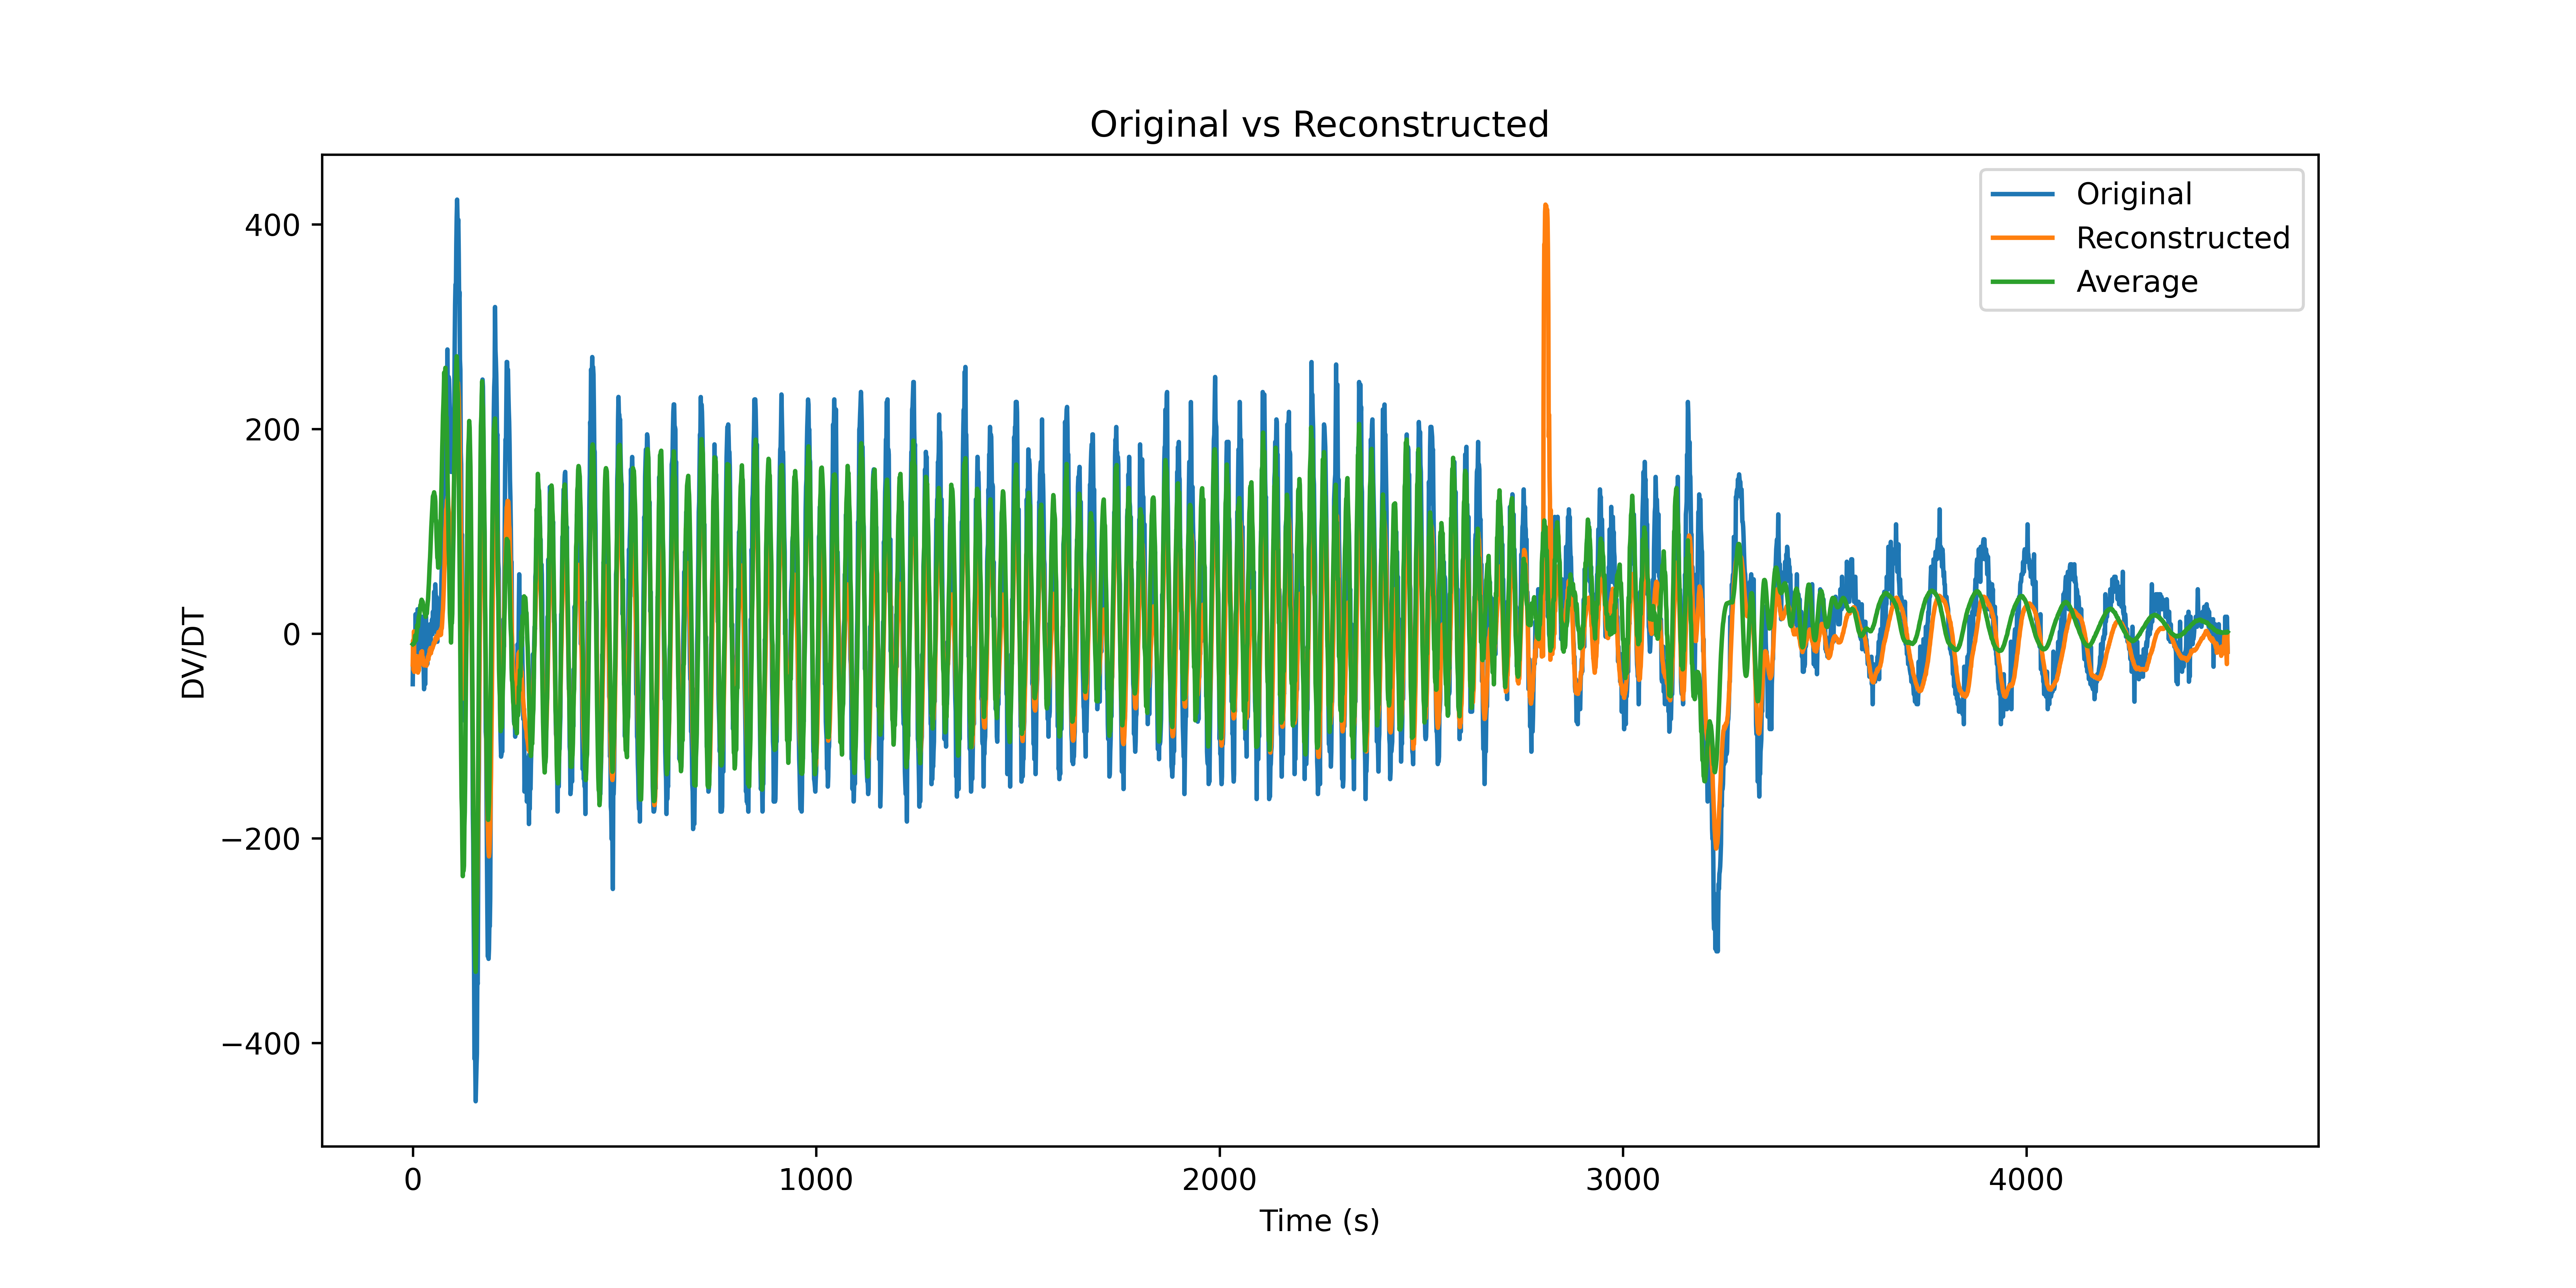 Original vs Reconstructed
Original
Reconstructed
Average
400
200
0
−200
−400
DV/DT
0
1000
2000
3000
4000
Time (s)